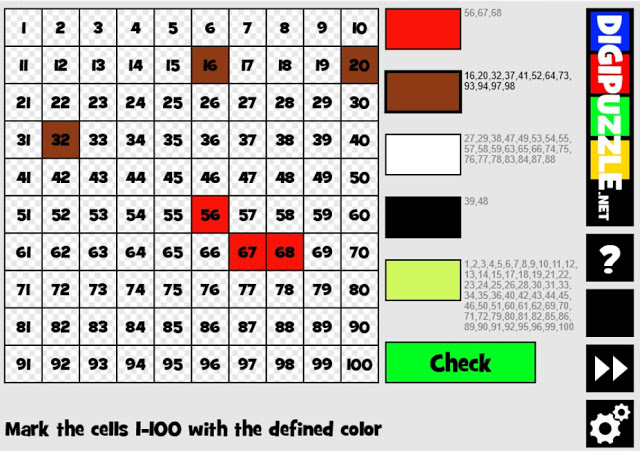 1 2 3 4 5 6 7 8 9 10
11 12 13 14 15 16 17 18 19 20
21 22 23 24 25 26 27 28 29 30
31 32 33 34 35 36 37 38 39 40
41 42 43 44 45 46 47 48 49 50
51 52 53 54 55 56 57 58 59 60
61 62 63 64 65 66 67 68 69 70
71 72 73 74 75 76 77 78 79 80
81 82 83 84 85 86 87 88 89 90
91 92 93 94 95 96 97 98 99 100
56,67,68
16,20,32,37,41,52,64,73,
93,94,97,98
27,29,38,47,49,53,54,55,
57,58,59,63,65,66,74,75,
76,77,78,83,84,87,88
39,48
1,2,3,4,5,6,7,8,9,10,11,12,
13,14,15,17,18,19,21,22,
23,24,25,26,28,30,31,33,
34,35,36,40,42,43,44,45,
46,50,51,60,61,62,69,70,
71,72,79,80,81,82,85,86,
89,90,91,92,95,96,99,100
Check
Mark the cells 1-100 with the defined color
DIGIPUZZLE.NET
?